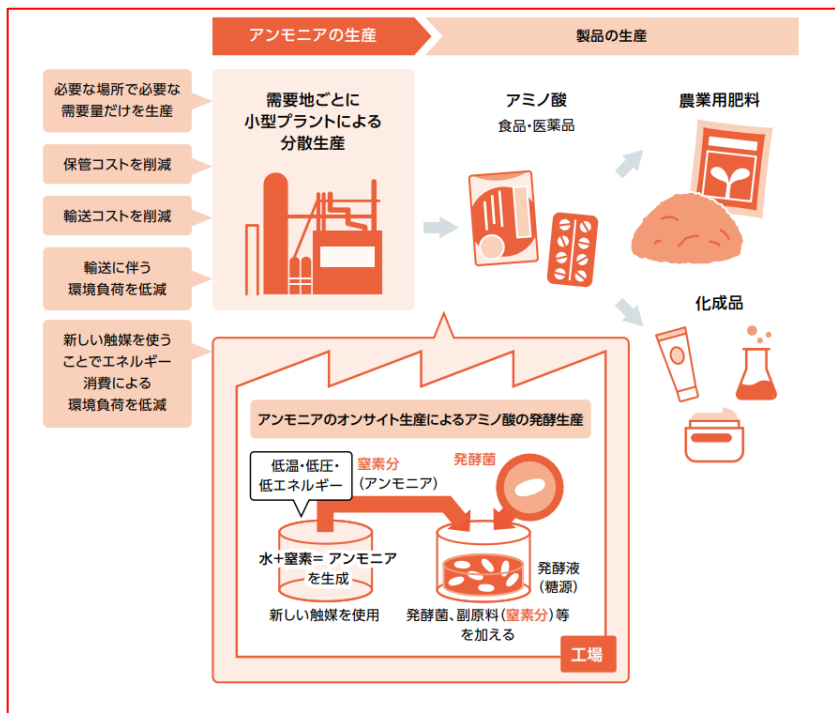 アンモニアの生産
製品の生産
必要な場所で必要な
需要量だけを生産
保管コストを削減
輸送コストを削減
輸送に伴う
環境負荷を低減
新しい触媒を使う
ことでエネルギー
消費による
環境負荷を低減
需要地ごとに
小型プラントによる
分散生産
アミノ酸
食品・医薬品
農業用肥料
化成品
アンモニアのオンサイト生産によるアミノ酸の発酵生産
低温・低圧・
低エネルギー
窒素分
(アンモニア)
発酵菌
水+窒素= アンモニア
を生成
新しい触媒を使用
発酵液
(糖源)
発酵菌、副原料(窒素分)等
を加える
工場